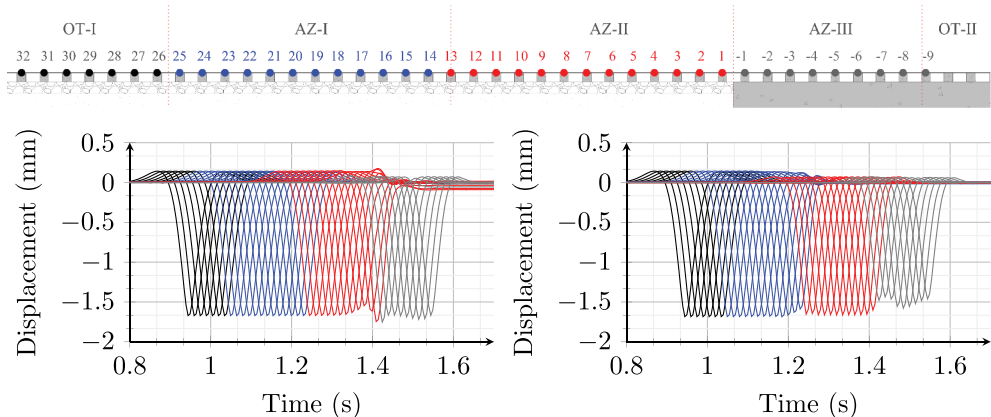 OT-I AZ-I AZ-II AZ-III OT-II
32 31 30 29 28 27 26 25 24 23 22 21 20 19 18 17 16 15 14 13 12 11 10 9 8 7 6 5 4 3 2 1 -1 -2 -3 -4 -5 -6 -7 -8 -9
Displacement (mm)
0.5
0
−0.5
−1
−1.5
−2
0.8 1 1.2 1.4 1.6
Time (s)
Displacement (mm)
0.5
0
−0.5
−1
−1.5
−2
0.8 1 1.2 1.4 1.6
Time (s)